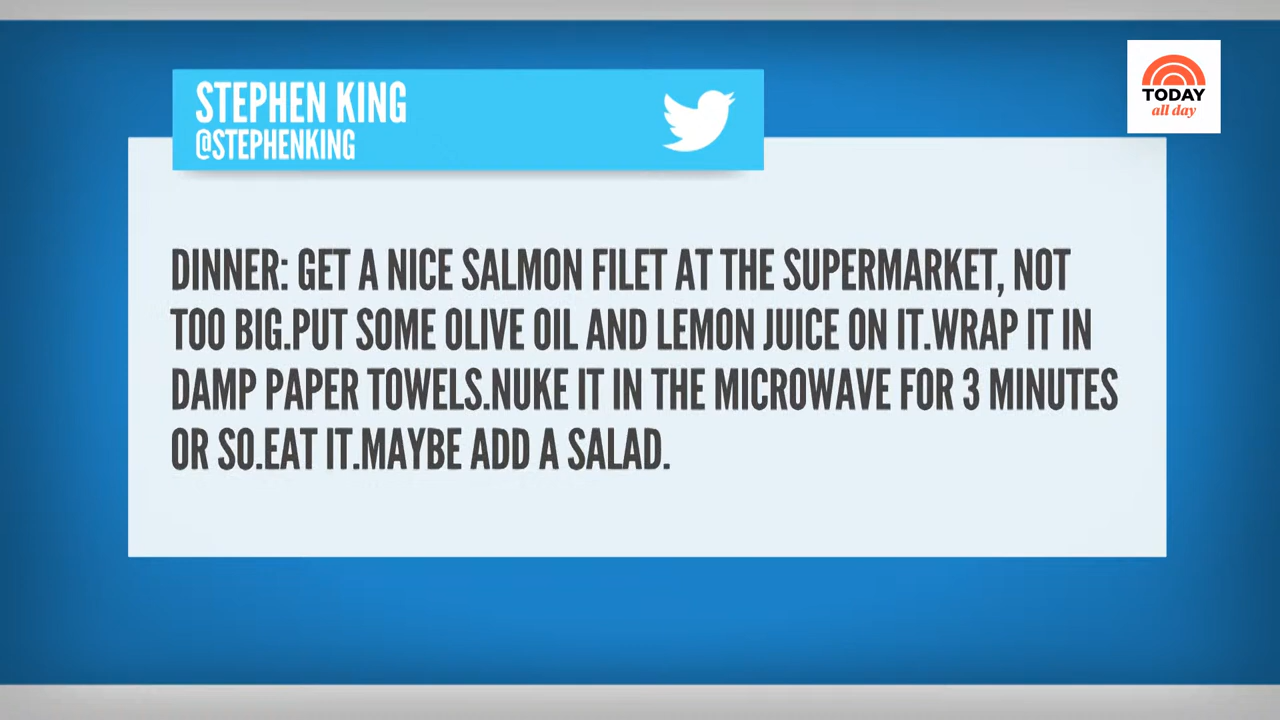 STEPHEN KING
@STEPHENKING
TODAY
all day
DINNER: GET A NICE SALMON FILET AT THE SUPERMARKET, NOT
TOO BIG.PUT SOME OLIVE OIL AND LEMON JUICE ON IT.WRAP IT IN
DAMP PAPER TOWELS.NUKE IT IN THE MICROWAVE FOR 3 MINUTES
OR SO.EAT IT.MAYBE ADD A SALAD.